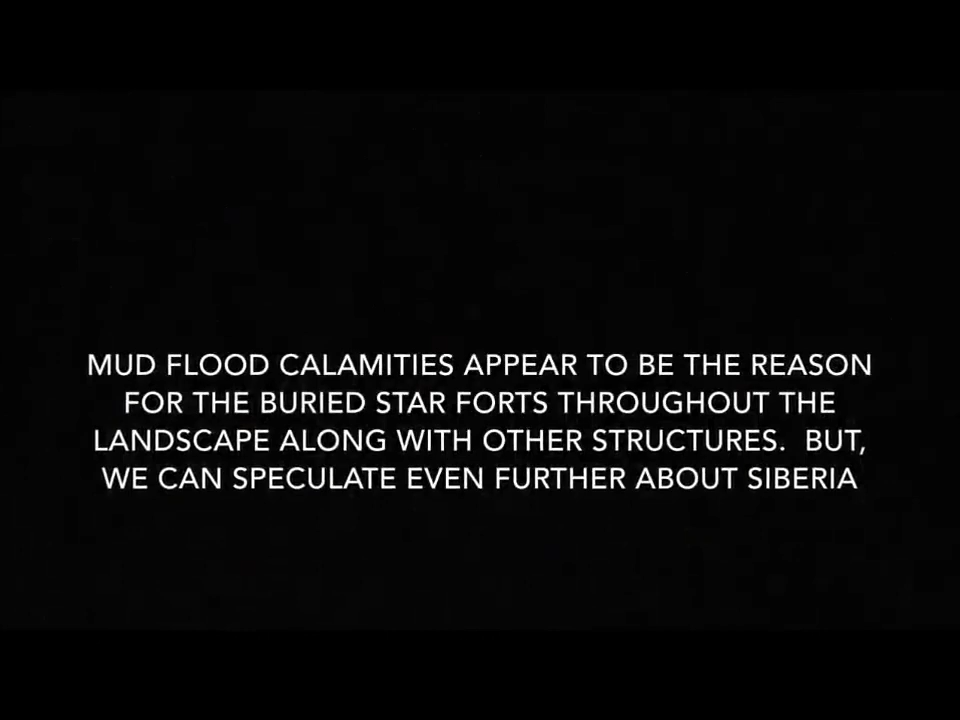 MUD FLOOD CALAMITIES APPEAR TO BE THE REASON
FOR THE BURIED STAR FORTS THROUGHOUT THE
LANDSCAPE ALONG WITH OTHER STRUCTURES.  BUT,
WE CAN SPECULATE EVEN FURTHER ABOUT SIBERIA